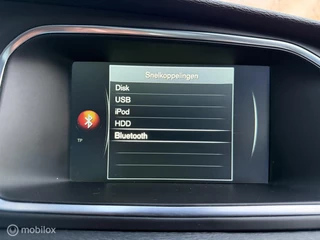 Snelkoppelingen
Disk
USB
iPod
HDD
Bluetooth
TP
mobilox